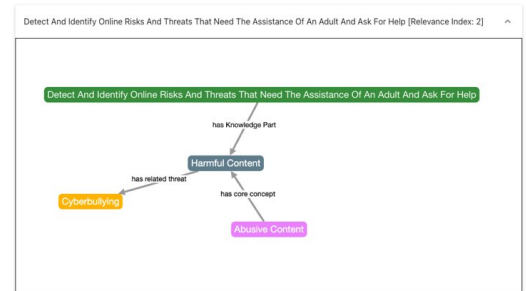 Detect And Identify Online Risks And Threats That Need The Assistance Of An Adult And Ask For Help [Relevance Index: 2]
Detect And Identify Online Risks And Threats That Need The Assistance Of An Adult And Ask For Help
has Knowledge Part
Harmful Content
has related threat
has core concept
Cyberbullying
Abusive Content